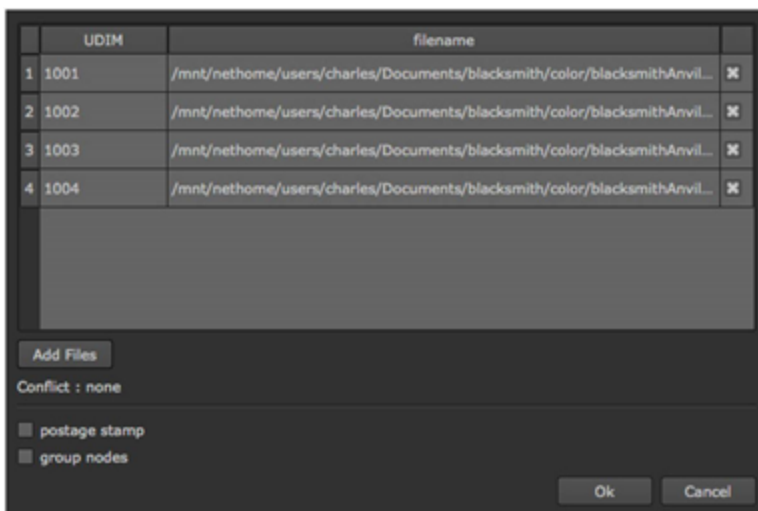 UDIM filename
1 1001 /mnt/nethome/users/charles/Documents/blacksmith/color/blacksmithAnvil...
2 1002 /mnt/nethome/users/charles/Documents/blacksmith/color/blacksmithAnvil...
3 1003 /mnt/nethome/users/charles/Documents/blacksmith/color/blacksmithAnvil...
4 1004 /mnt/nethome/users/charles/Documents/blacksmith/color/blacksmithAnvil...
Add Files
Conflict : none
postage stamp
group nodes
Ok Cancel